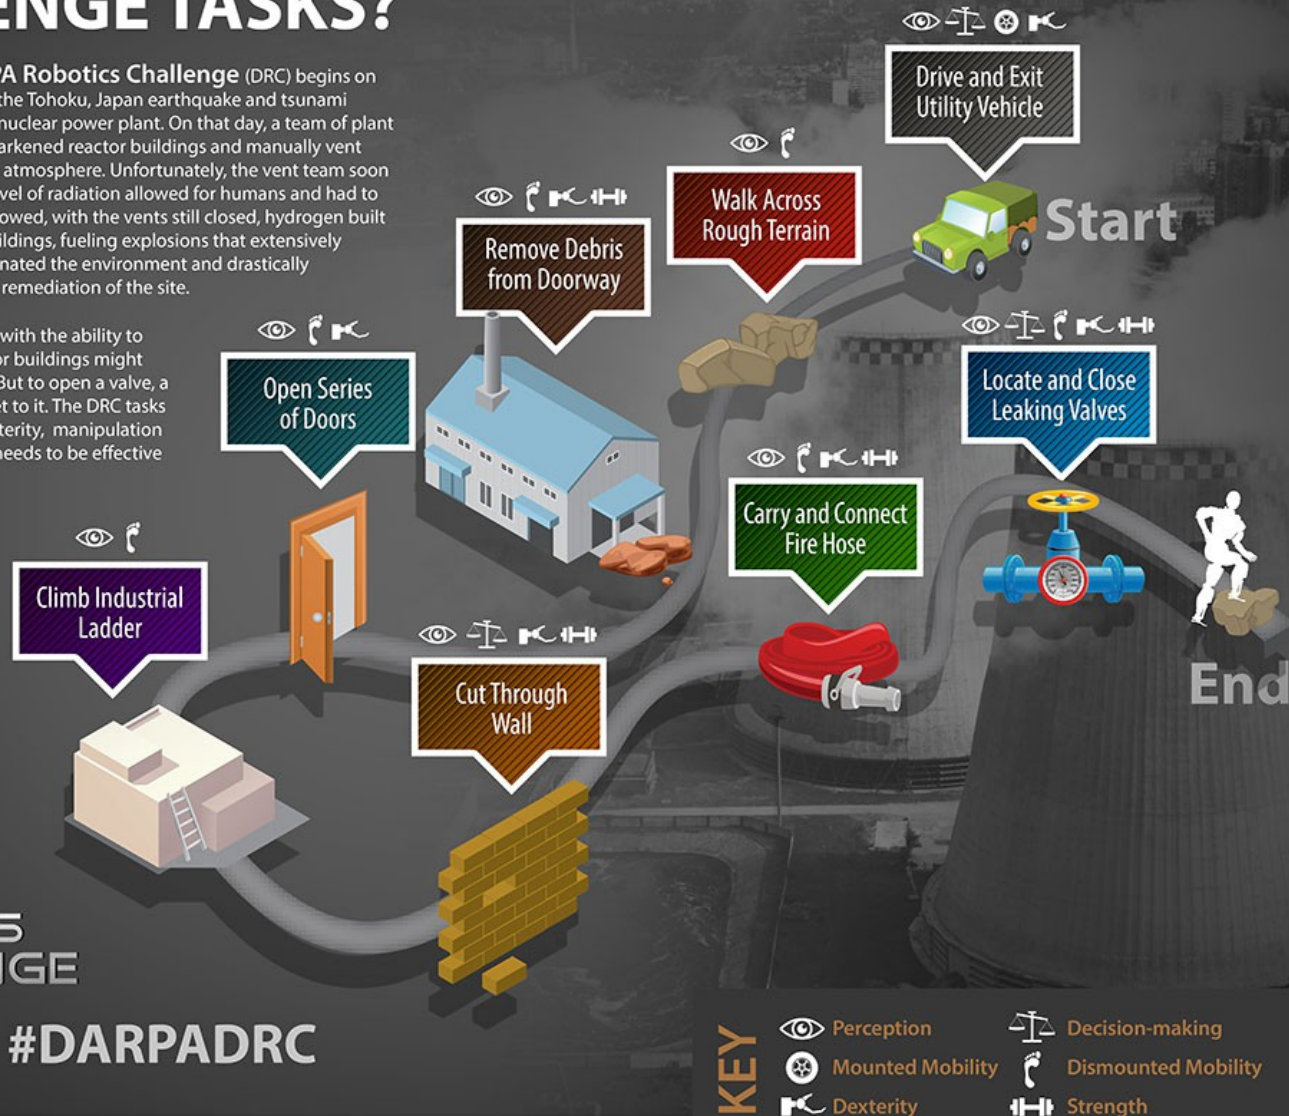 ENGE TASKS?
PA Robotics Challenge (DRC) begins on
the Tohoku, Japan earthquake and tsunami
nuclear power plant. On that day, a team of plant
arkened reactor buildings and manually vent
atmosphere. Unfortunately, the vent team soon
vel of radiation allowed for humans and had to
owed, with the vents still closed, hydrogen built
ildings, fueling explosions that extensively
nated the environment and drastically
remediation of the site.
with the ability to
or buildings might
But to open a valve, a
et to it. The DRC tasks
terity, manipulation
needs to be effective
Drive and Exit
Utility Vehicle
Start
Walk Across
Rough Terrain
Remove Debris
from Doorway
Open Series
of Doors
Climb Industrial
Ladder
Cut Through
Wall
Carry and Connect
Fire Hose
Locate and Close
Leaking Valves
End
S
NGE
#DARPADRC
KEY
Perception
Decision-making
Mounted Mobility
Dismounted Mobility
Dexterity
Strength